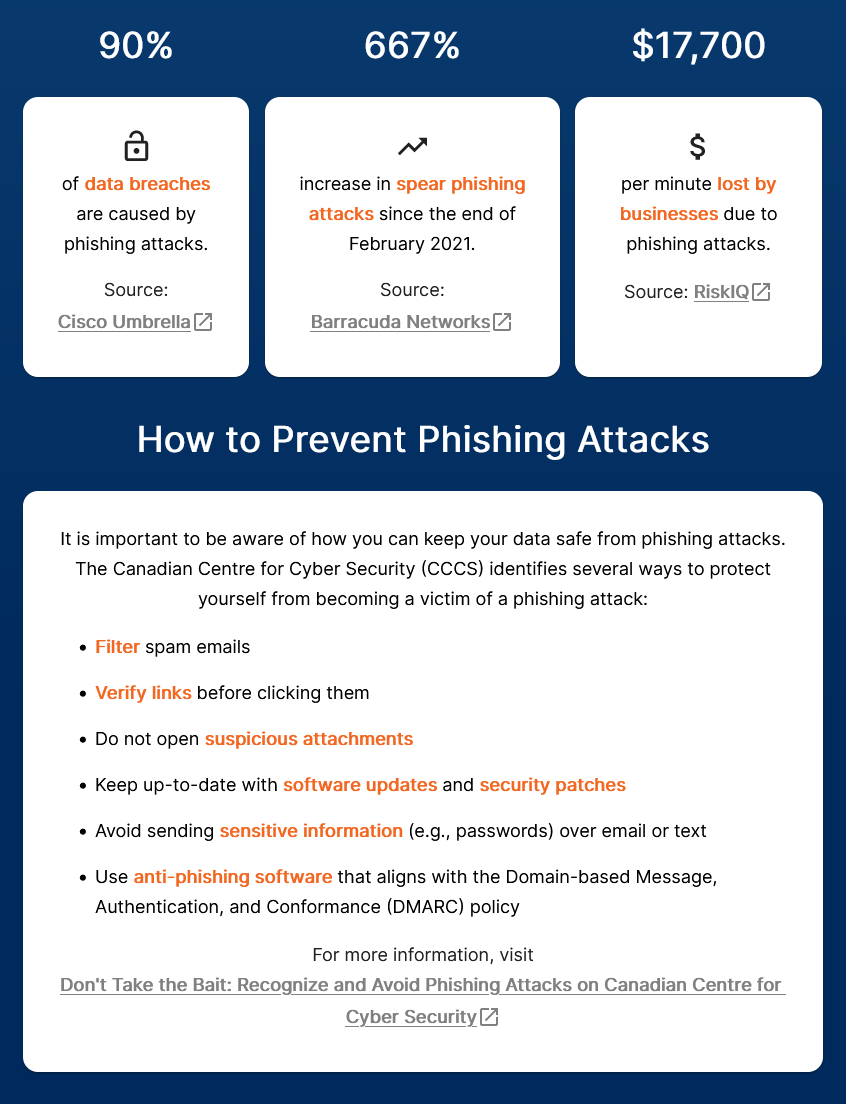 90%
667%
$17,700
of data breaches
are caused by
phishing attacks.
Source:
Cisco Umbrella
increase in spear phishing
attacks since the end of
February 2021.
Source:
Barracuda Networks
$
per minute lost by
businesses due to
phishing attacks.
Source: RiskIQ
How to Prevent Phishing Attacks
It is important to be aware of how you can keep your data safe from phishing attacks.
The Canadian Centre for Cyber Security (CCCS) identifies several ways to protect
yourself from becoming a victim of a phishing attack:
• Filter spam emails
• Verify links before clicking them
• Do not open suspicious attachments
• Keep up-to-date with software updates and security patches
• Avoid sending sensitive information (e.g., passwords) over email or text
• Use anti-phishing software that aligns with the Domain-based Message,
Authentication, and Conformance (DMARC) policy
For more information, visit
Don't Take the Bait: Recognize and Avoid Phishing Attacks on Canadian Centre for
Cyber Security